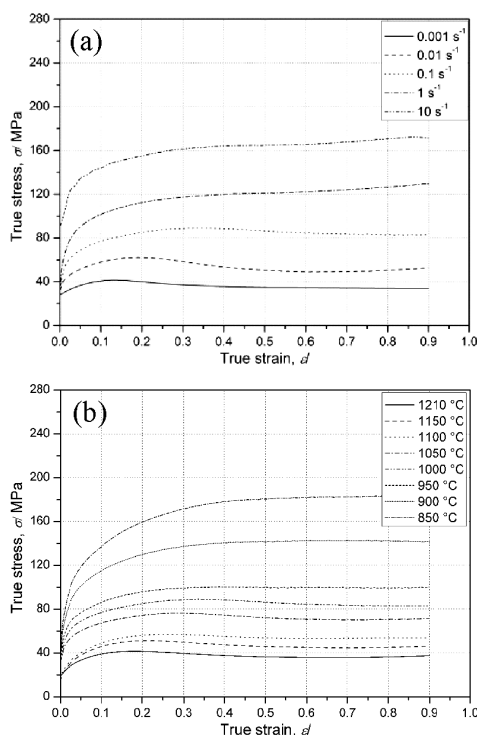 (a)
0.001 s-1
0.01 s-1
0.1 s-1
1 s-1
10 s-1
True stress, σ/ MPa
280
240
200
160
120
80
40
0
0.0 0.1 0.2 0.3 0.4 0.5 0.6 0.7 0.8 0.9 1.0
True strain, ε/
(b)
1210 °C
1150 °C
1100 °C
1050 °C
1000 °C
950 °C
900 °C
850 °C
True stress, σ/ MPa
280
240
200
160
120
80
40
0
0.0 0.1 0.2 0.3 0.4 0.5 0.6 0.7 0.8 0.9 1.0
True strain, ε/